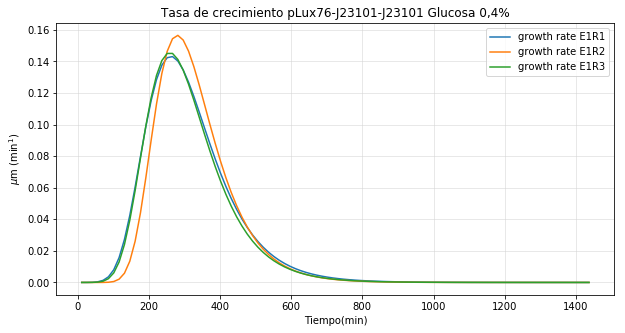 Tasa de crecimiento pLux76-J23101-J23101 Glucosa 0,4%
growth rate E1R1
growth rate E1R2
growth rate E1R3
μm (min¹)
0.16
0.14
0.12
0.10
0.08
0.06
0.04
0.02
0.00
0 200 400 600 800 1000 1200 1400
Tiempo(min)